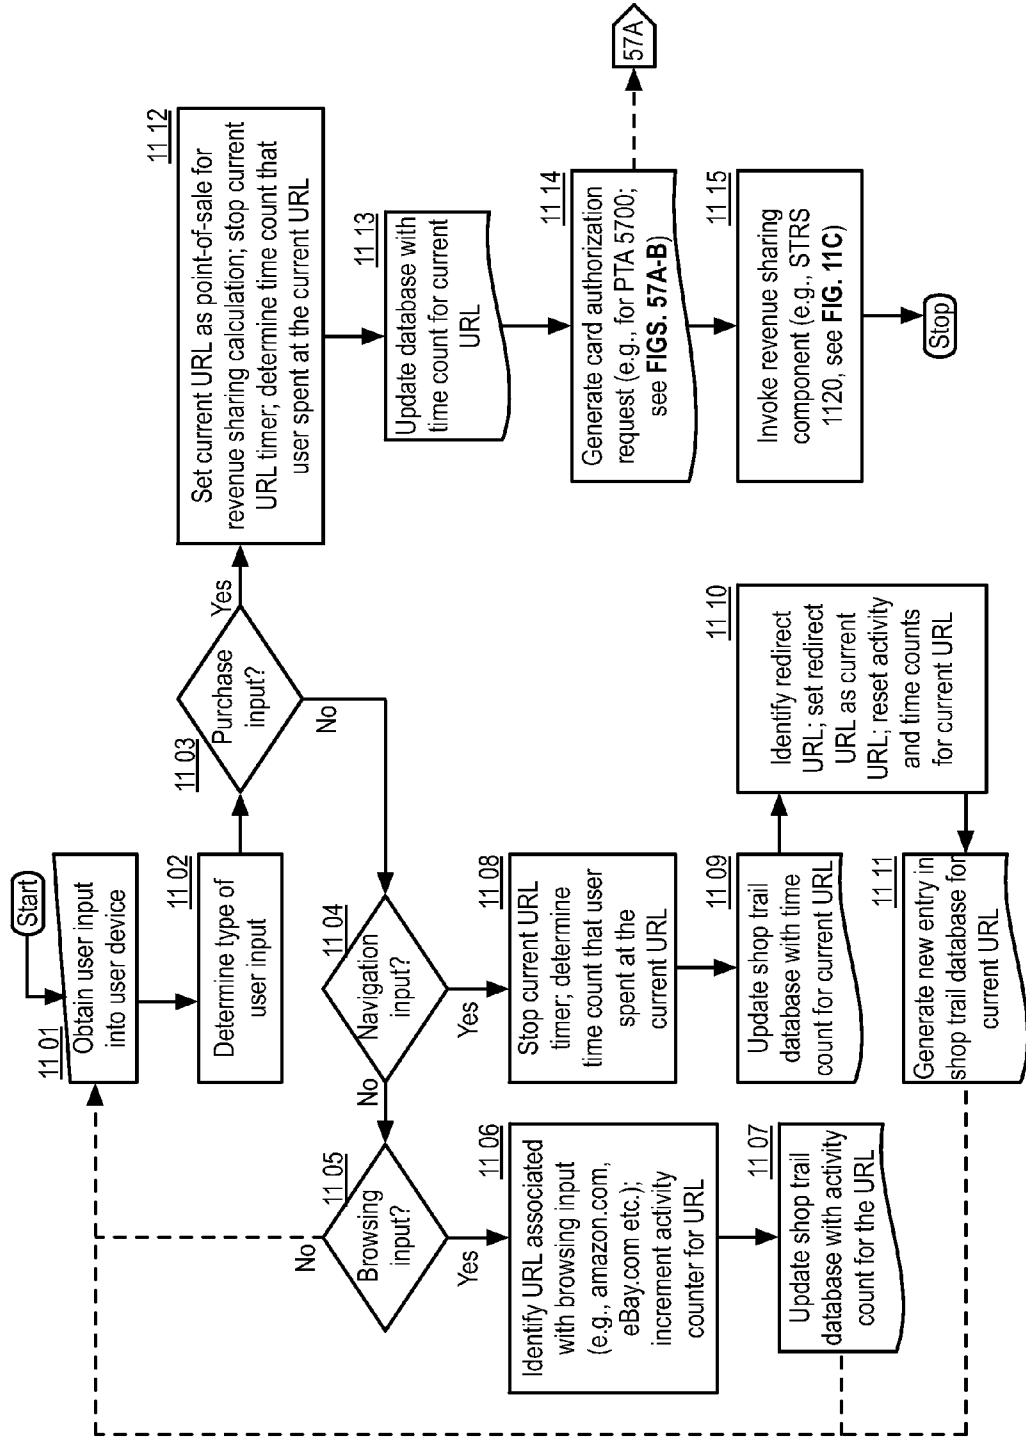 Start
11 01
Obtain user input
into user device
11 02
Determine type of
user input
11 03
Purchase
input?
Yes
No
11 12
Set current URL as point-of-sale for
revenue sharing calculation; stop current
URL timer; determine time count that
user spent at the current URL
11 13
Update database with
time count for current
URL
11 14
Generate card authorization
request (e.g., for PTA 5700;
see FIGS. 57A-B)
57A
11 15
Invoke revenue sharing
component (e.g., STRS
1120, see FIG. 11C)
Stop
11 04
Navigation
input?
Yes
No
11 08
Stop current URL
timer; determine
time count that user
spent at the
current URL
11 09
Update shop trail
database with time
count for current URL
11 10
Identify redirect
URL; set redirect
URL as current
URL; reset activity
and time counts
for current URL
11 11
Generate new entry in
shop trail database for
current URL
11 05
Browsing
input?
No
Yes
11 06
Identify URL associated
with browsing input
(e.g., amazon.com,
eBay.com etc.);
increment activity
counter for URL
11 07
Update shop trail
database with activity
count for the URL